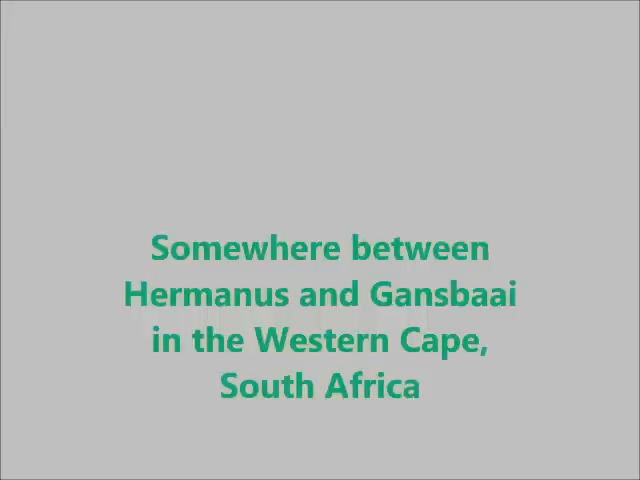 Somewhere between
Hermanus and Gansbaai
in the Western Cape,
South Africa